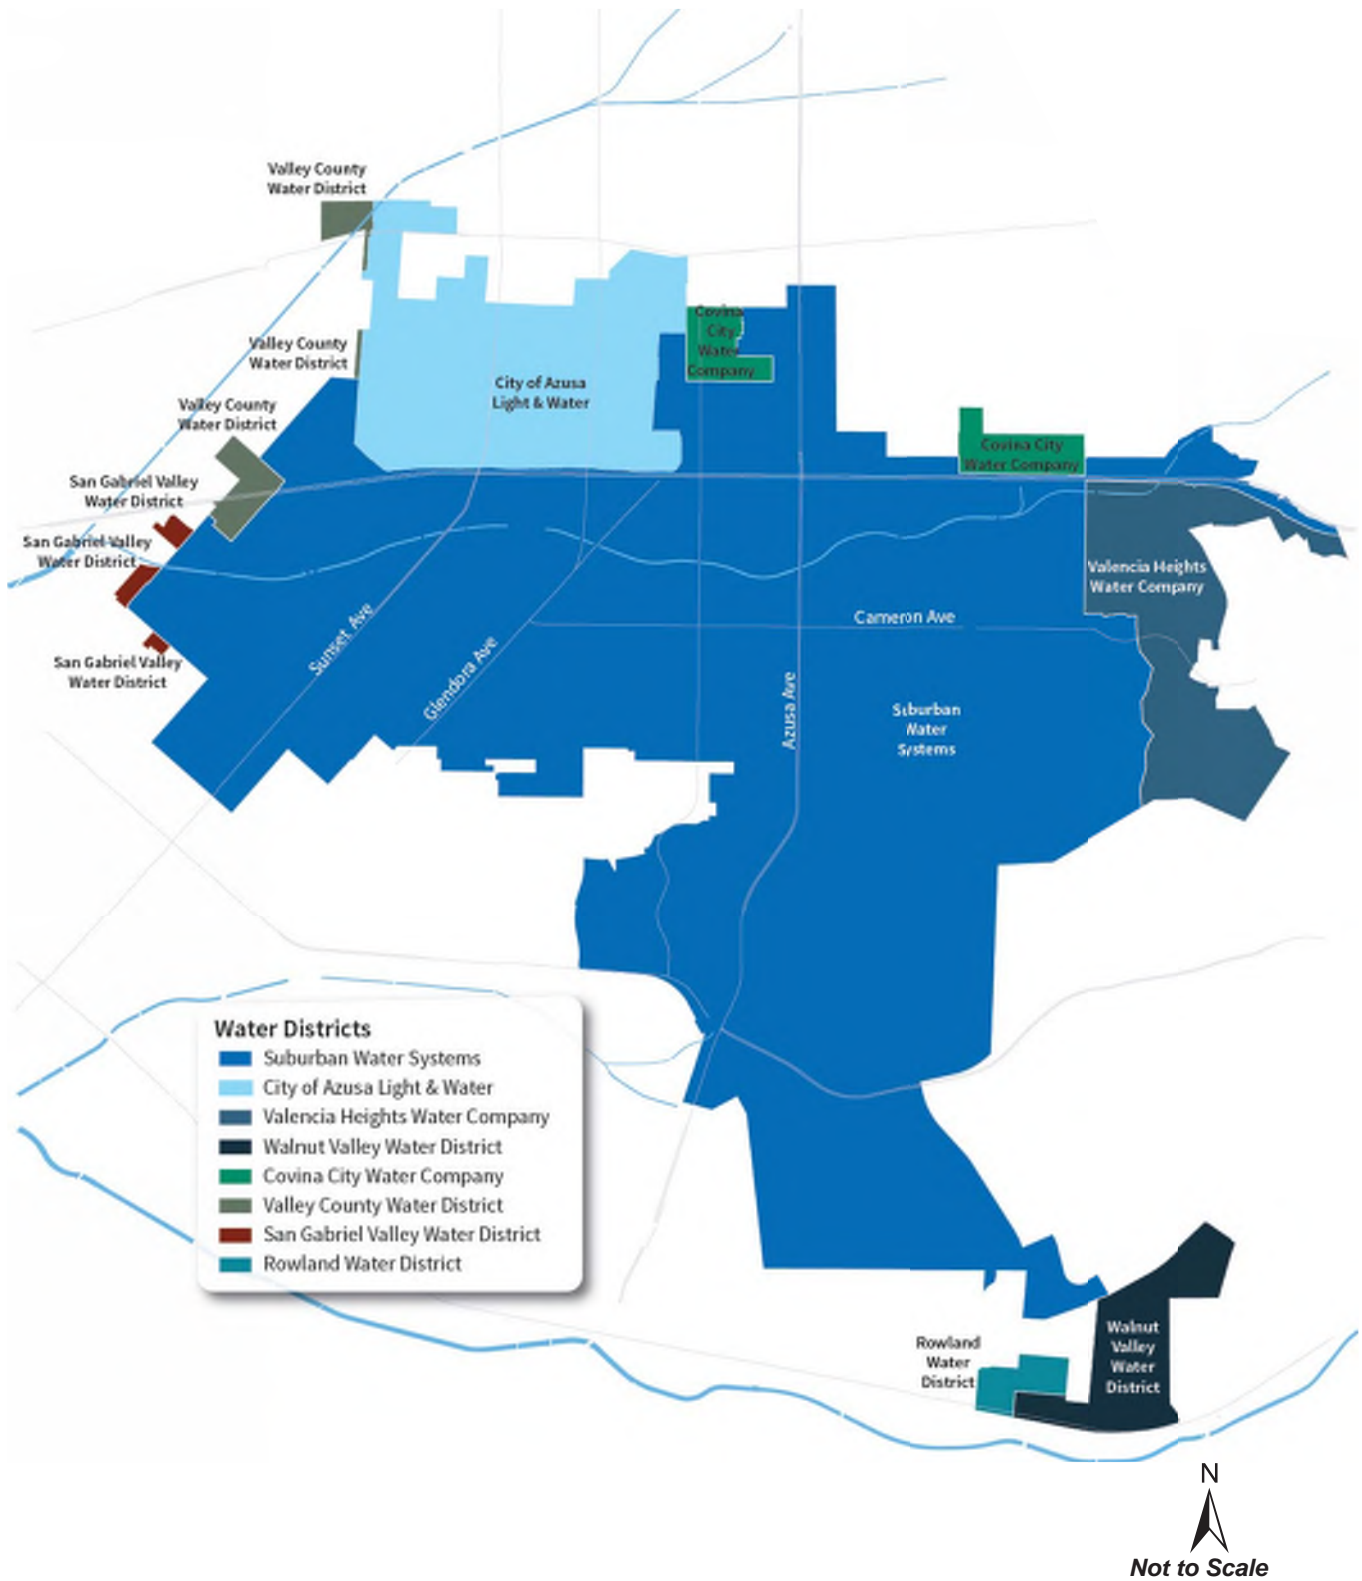 Valley County
Water District
Valley County
Water District
Valley County
Water District
San Gabriel Valley
Water District
San Gabriel Valley
Water District
San Gabriel Valley
Water District
City of Azusa
Light & Water
Covina
City
Water
Company
Covina City
Water Company
Valencia Heights
Water Company
Cameron Ave
Sunset Ave
Glendora Ave
Azusa Ave
Suburban
Water
Systems
Water Districts
Suburban Water Systems
City of Azusa Light & Water
Valencia Heights Water Company
Walnut Valley Water District
Covina City Water Company
Valley County Water District
San Gabriel Valley Water District
Rowland Water District
Rowland
Water
District
Walnut
Valley
Water
District
N
Not to Scale